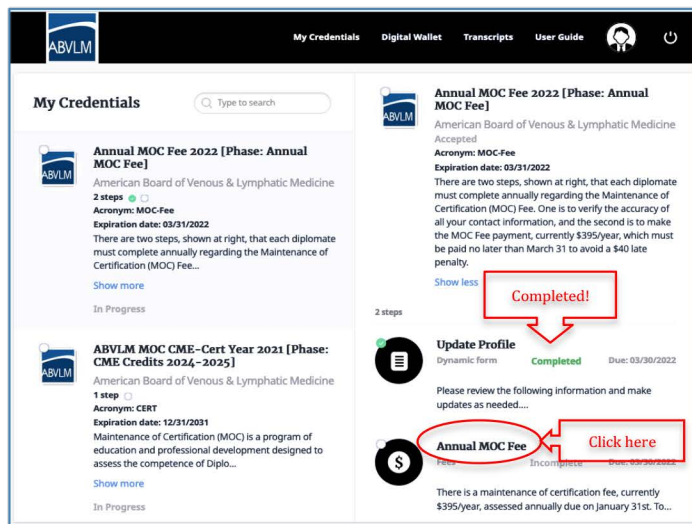 ABVLM
My Credentials
Digital Wallet
Transcripts
User Guide
My Credentials
Type to search
ABVLM
Annual MOC Fee 2022 [Phase: Annual
MOC Fee]
American Board of Venous & Lymphatic Medicine
2 steps
Acronym: MOC-Fee
Expiration date: 03/31/2022
There are two steps, shown at right, that each diplomate
must complete annually regarding the Maintenance of
Certification (MOC) Fee...
Show more
In Progress
ABVLM
ABVLM MOC CME-Cert Year 2021 [Phase:
CME Credits 2024-2025]
American Board of Venous & Lymphatic Medicine
1 step
Acronym: CERT
Expiration date: 12/31/2031
Maintenance of Certification (MOC) is a program of
education and professional development designed to
assess the competence of Diplo...
Show more
In Progress
ABVLM
Annual MOC Fee 2022 [Phase: Annual
MOC Fee]
American Board of Venous & Lymphatic Medicine
Accepted
Acronym: MOC-Fee
Expiration date: 03/31/2022
There are two steps, shown at right, that each diplomate
must complete annually regarding the Maintenance of
Certification (MOC) Fee. One is to verify the accuracy of
all your contact information, and the second is to make
the MOC Fee payment, currently $395/year, which must
be paid no later than March 31 to avoid a $40 late
penalty.
Show less
Completed!
2 steps
Update Profile
Dynamic form Completed Due: 03/30/2022
Please review the following information and make
updates as needed....
Annual MOC Fee
Click here
$
Fees Incomplete Due: 03/30/2022
There is a maintenance of certification fee, currently
$395/year, assessed annually due on January 31st. To...